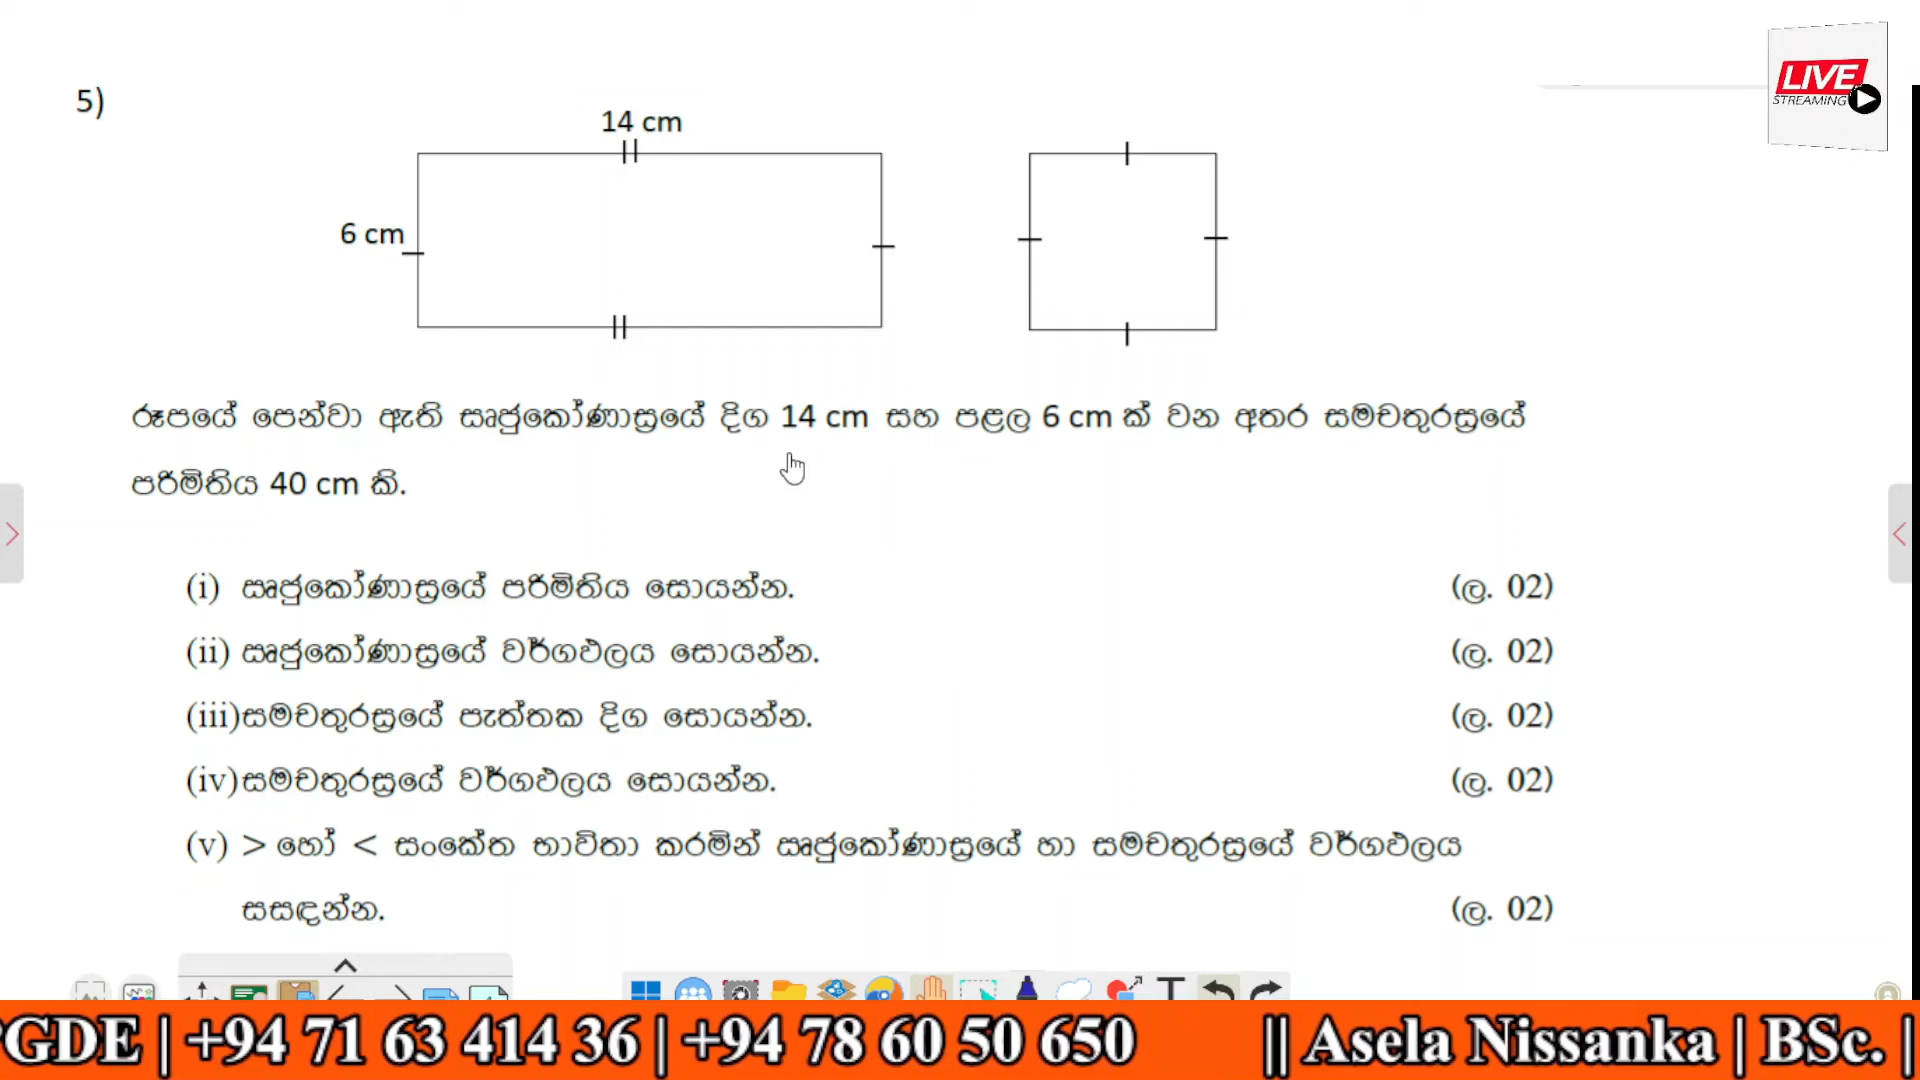 LIVE
STREAMING
5)
14 cm
6 cm
රූපයේ පෙන්වා ඇති සෘජුකෝණාස්‍රයේ දිග 14 cm සහ පළල 6 cm ක් වන අතර සමචතුරස්‍රයේ
පරිමිතිය 40 cm කි.
(i) සෘජුකෝණාස්‍රයේ පරිමිතිය සොයන්න. (ල. 02)
(ii) සෘජුකෝණාස්‍රයේ වර්ගඵලය සොයන්න. (ල. 02)
(iii) සමචතුරස්‍රයේ පැත්තක දිග සොයන්න. (ල. 02)
(iv) සමචතුරස්‍රයේ වර්ගඵලය සොයන්න. (ල. 02)
(v) > හෝ < සංකේත භාවිතා කරමින් සෘජුකෝණාස්‍රයේ හා සමචතුරස්‍රයේ වර්ගඵලය
සසඳන්න. (ල. 02)
PGDE | +94 71 63 414 36 | +94 78 60 50 650 || Asela Nissanka | BSc. |